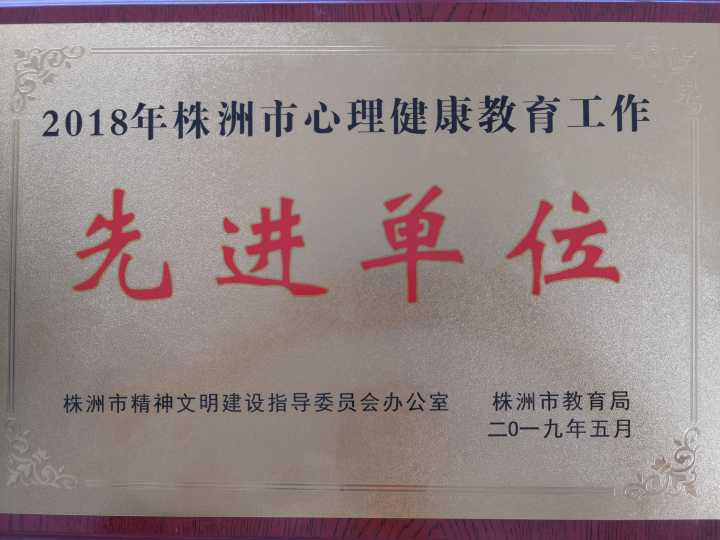 2018年株洲市心理健康教育工作
先进单位
株洲市精神文明建设指导委员会办公室 株洲市教育局
二0一九年五月